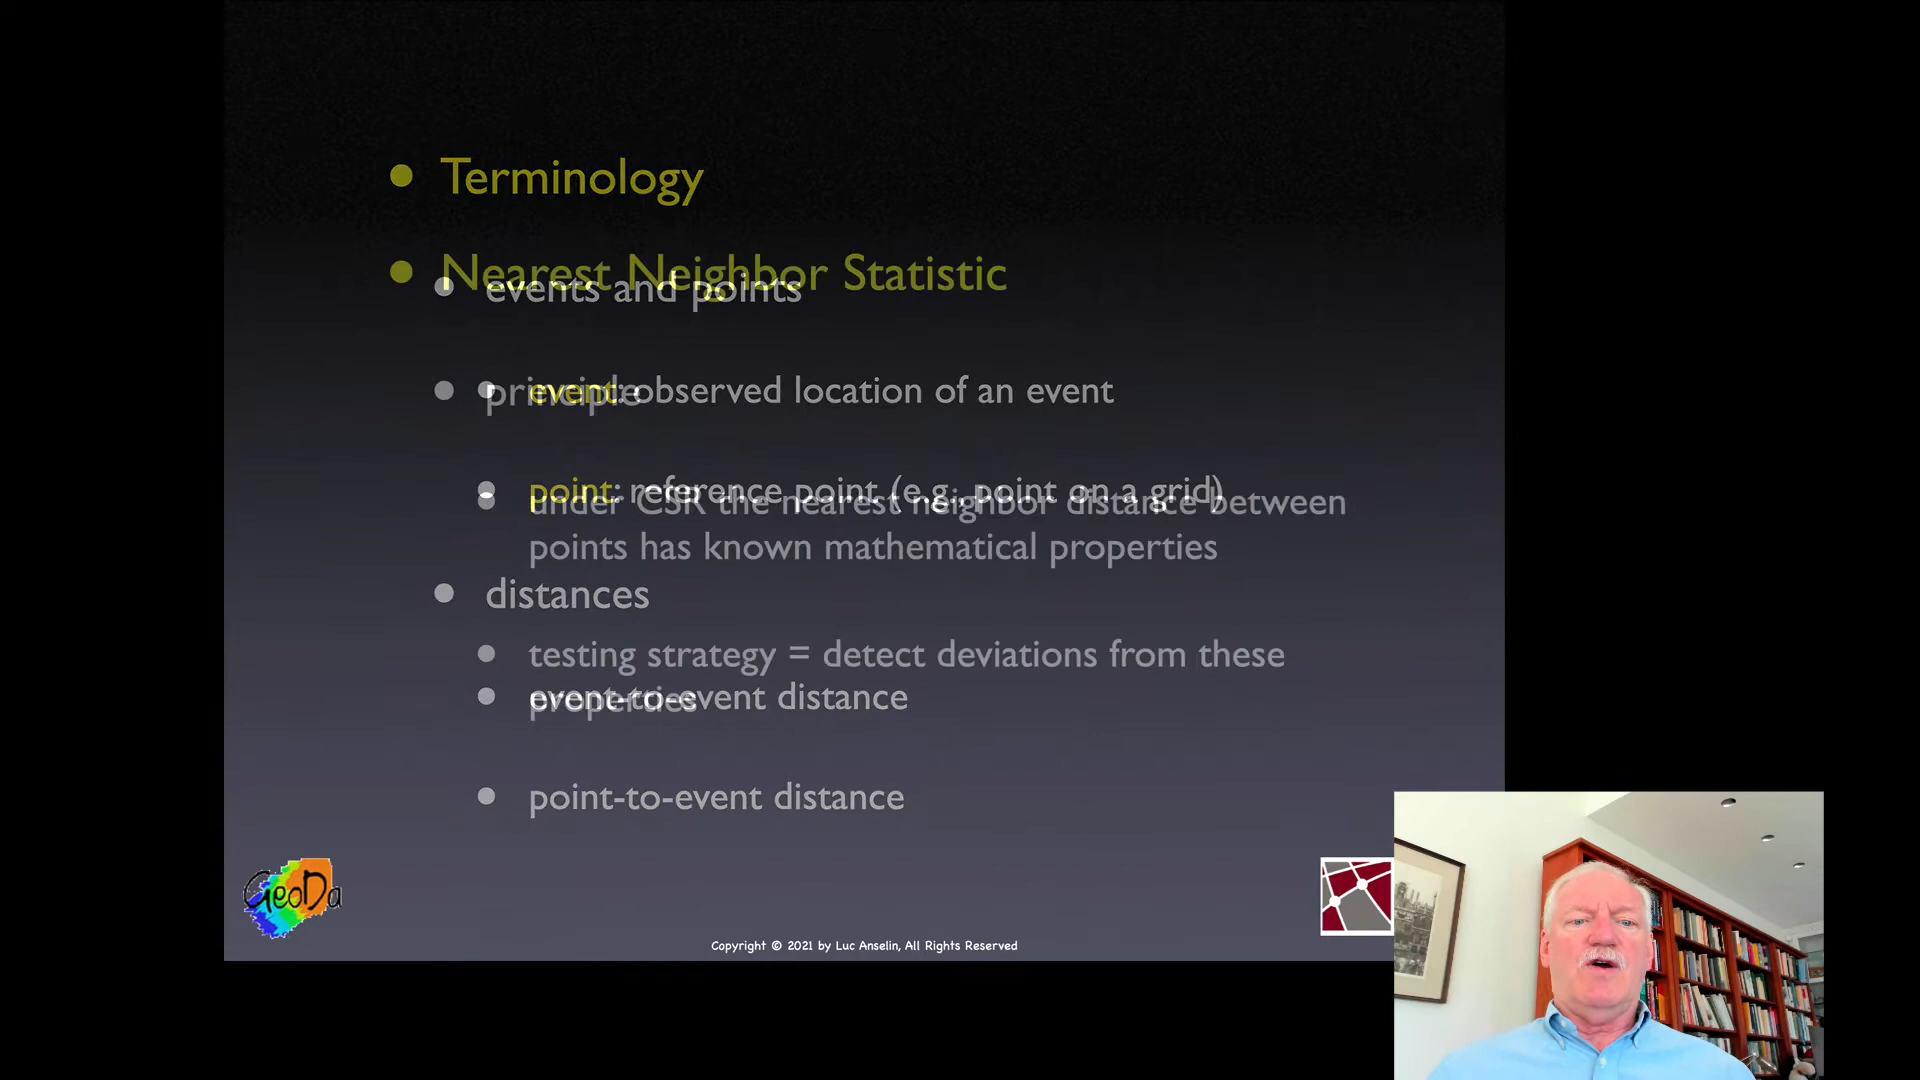 Terminology
Nearest Neighbor Statistic
events and points
principle
event: observed location of an event
point: reference point (e.g., point on a grid)
under CSR the nearest neighbor distance between
points has known mathematical properties
distances
testing strategy = detect deviations from these
properties
event-to-event distance
point-to-event distance
GeoDa
Copyright © 2021 by Luc Anselin, All Rights Reserved